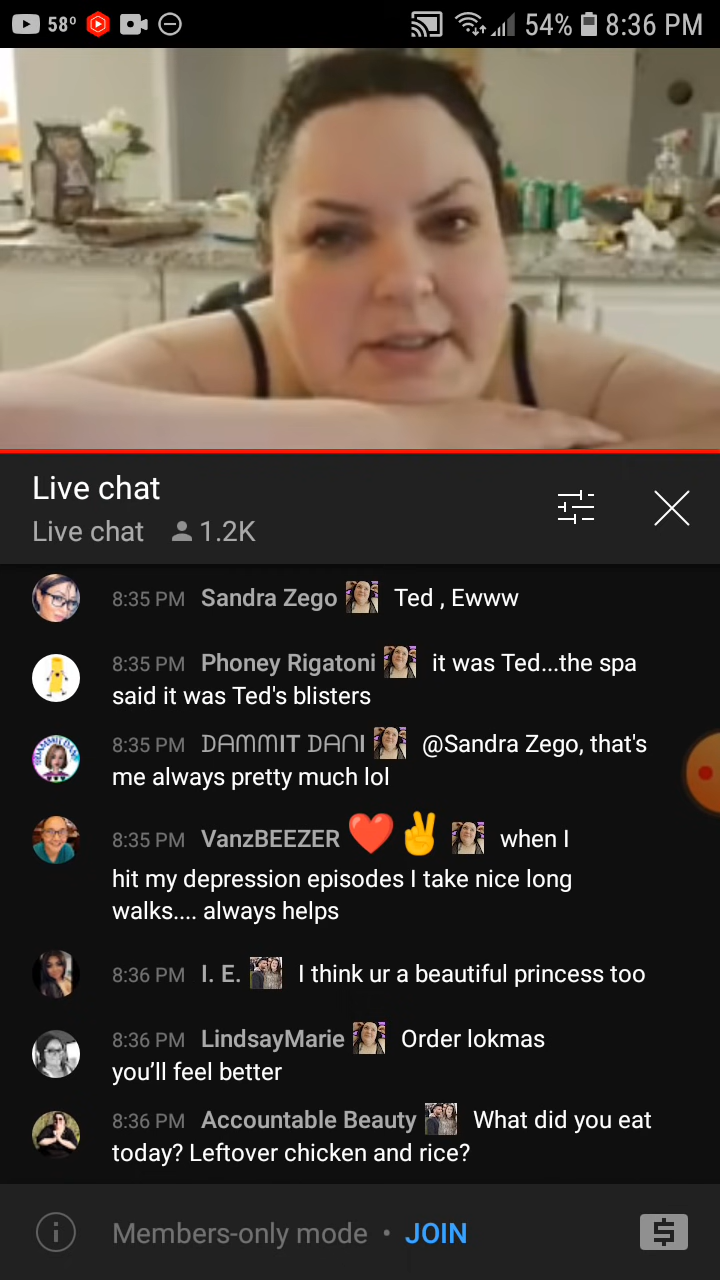 58° 54% 8:36 PM
Live chat
Live chat 1.2K
8:35 PM Sandra Zego Ted , Ewww
8:35 PM Phoney Rigatoni it was Ted...the spa
said it was Ted's blisters
8:35 PM DAMMIT DANI @Sandra Zego, that's
me always pretty much lol
8:35 PM VanzBEEZER ❤️✌️ when I
hit my depression episodes I take nice long
walks.... always helps
8:36 PM I. E. I think ur a beautiful princess too
8:36 PM LindsayMarie Order lokmas
you’ll feel better
8:36 PM Accountable Beauty What did you eat
today? Leftover chicken and rice?
Members-only mode • JOIN